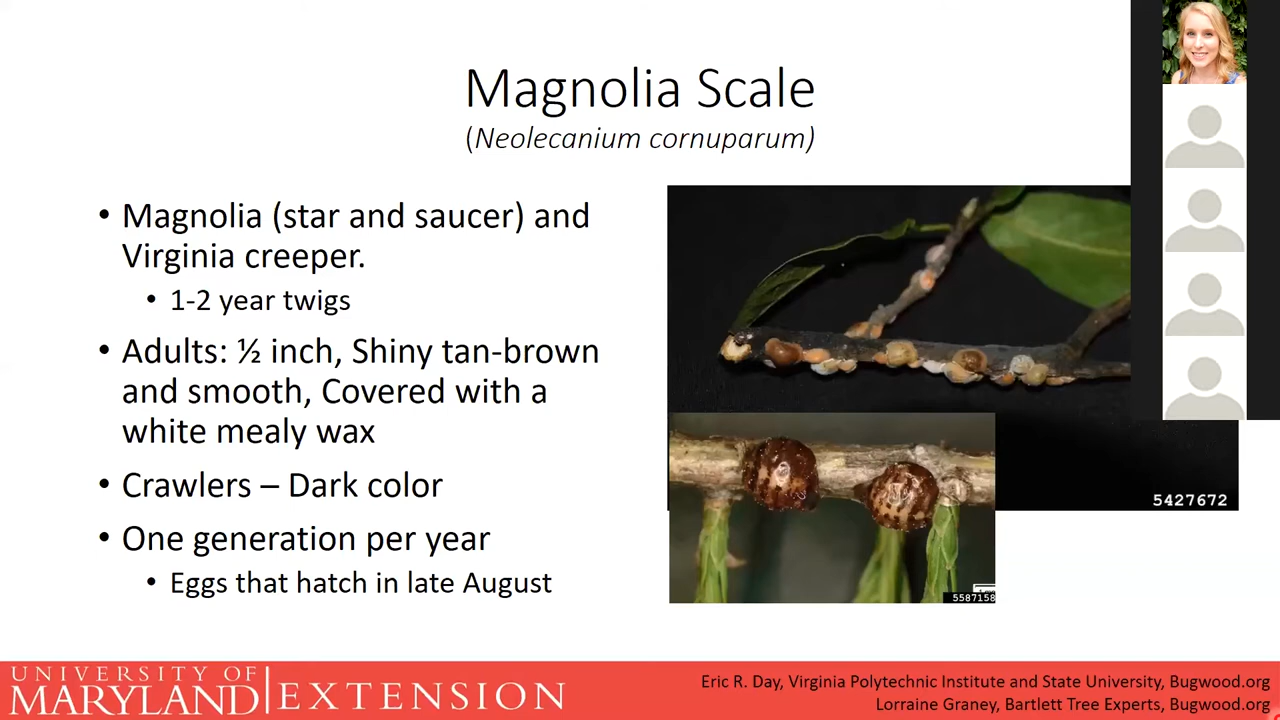 Magnolia Scale
(Neolecanium cornuparum)
• Magnolia (star and saucer) and
Virginia creeper.
• 1-2 year twigs
• Adults: ½ inch, Shiny tan-brown
and smooth, Covered with a
white mealy wax
• Crawlers – Dark color
• One generation per year
• Eggs that hatch in late August
5427672
5587158
UNIVERSITY OF
MARYLAND
EXTENSION
Eric R. Day, Virginia Polytechnic Institute and State University, Bugwood.org
Lorraine Graney, Bartlett Tree Experts, Bugwood.org